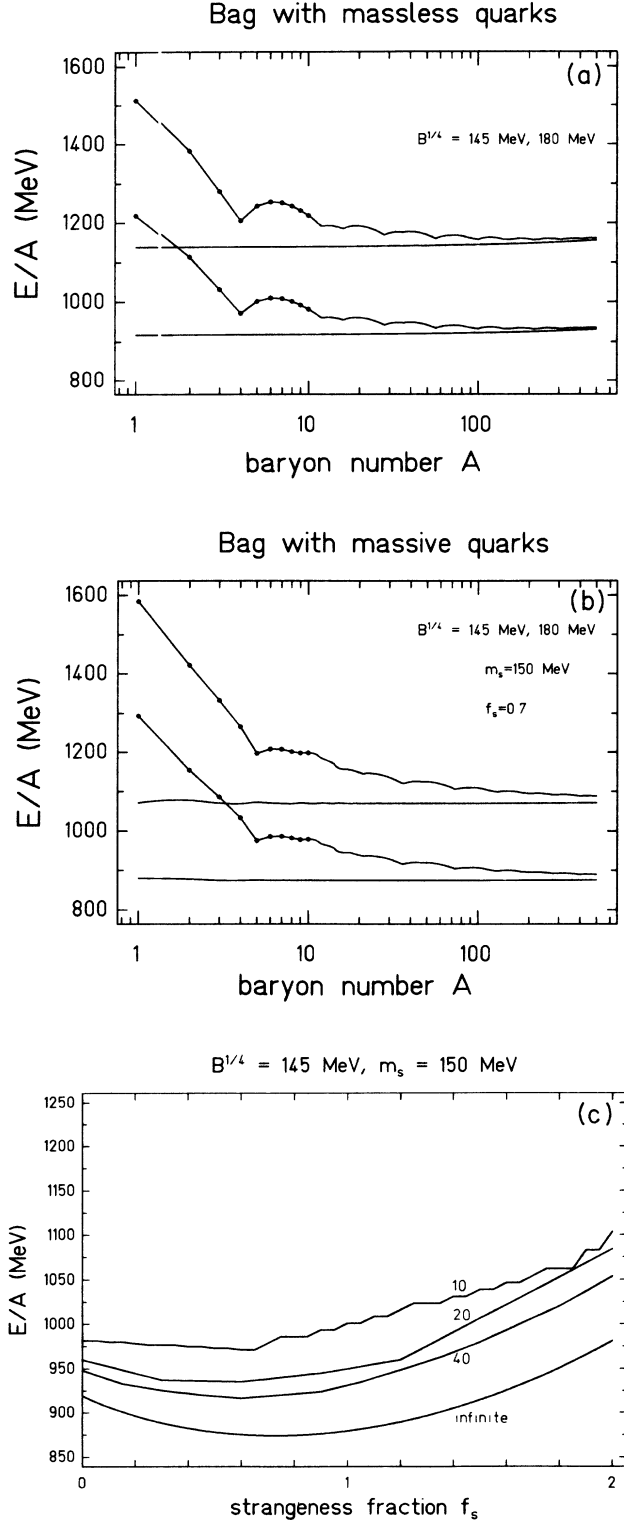 Bag with massless quarks
(a)
B^1/4 = 145 MeV, 180 MeV
E/A (MeV)
1600
1400
1200
1000
800
1
10
100
baryon number A
Bag with massive quarks
(b)
B^1/4 = 145 MeV, 180 MeV
m_s=150 MeV
f_s=0 7
E/A (MeV)
1600
1400
1200
1000
800
1
10
100
baryon number A
B^1/4 = 145 MeV, m_s = 150 MeV
(c)
E/A (MeV)
1250
1200
1150
1100
1050
1000
950
900
850
10
20
40
infinite
0
1
2
strangeness fraction f_s